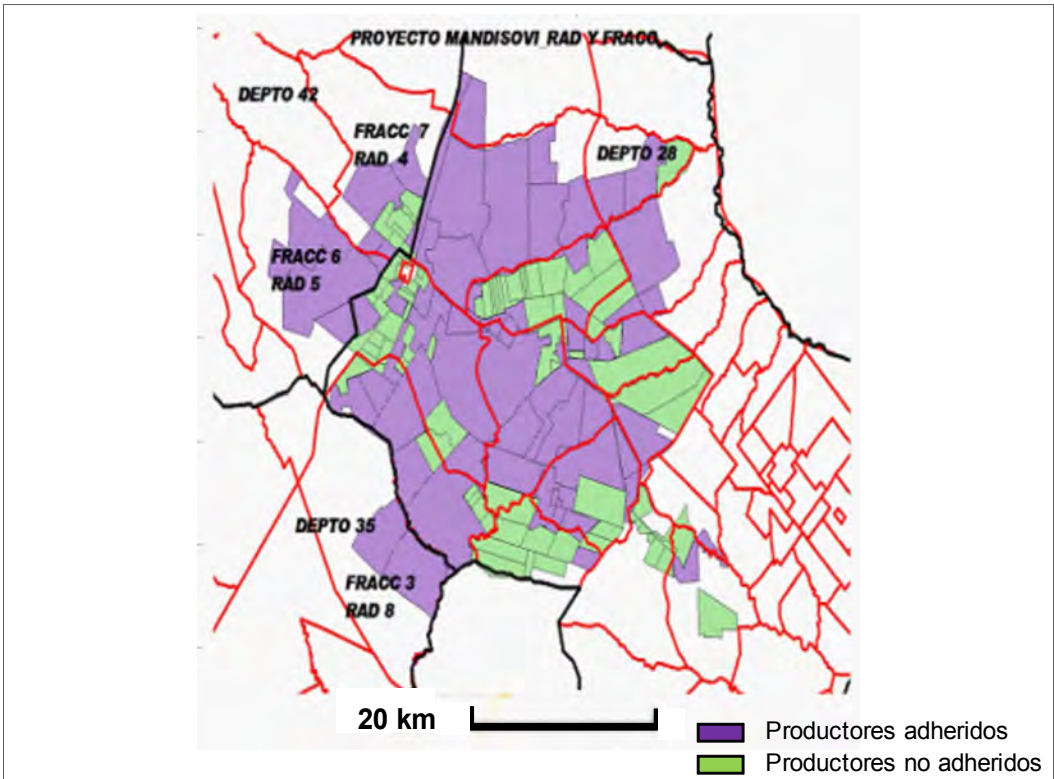 PROYECTO MANDISOVI_RAD Y FRACC
DEPTO 42
FRACC 7
RAD 4
DEPTO 28
FRACC 6
RAD 5
DEPTO 35
FRACC 3
RAD 8
20 km
Productores adheridos
Productores no adheridos